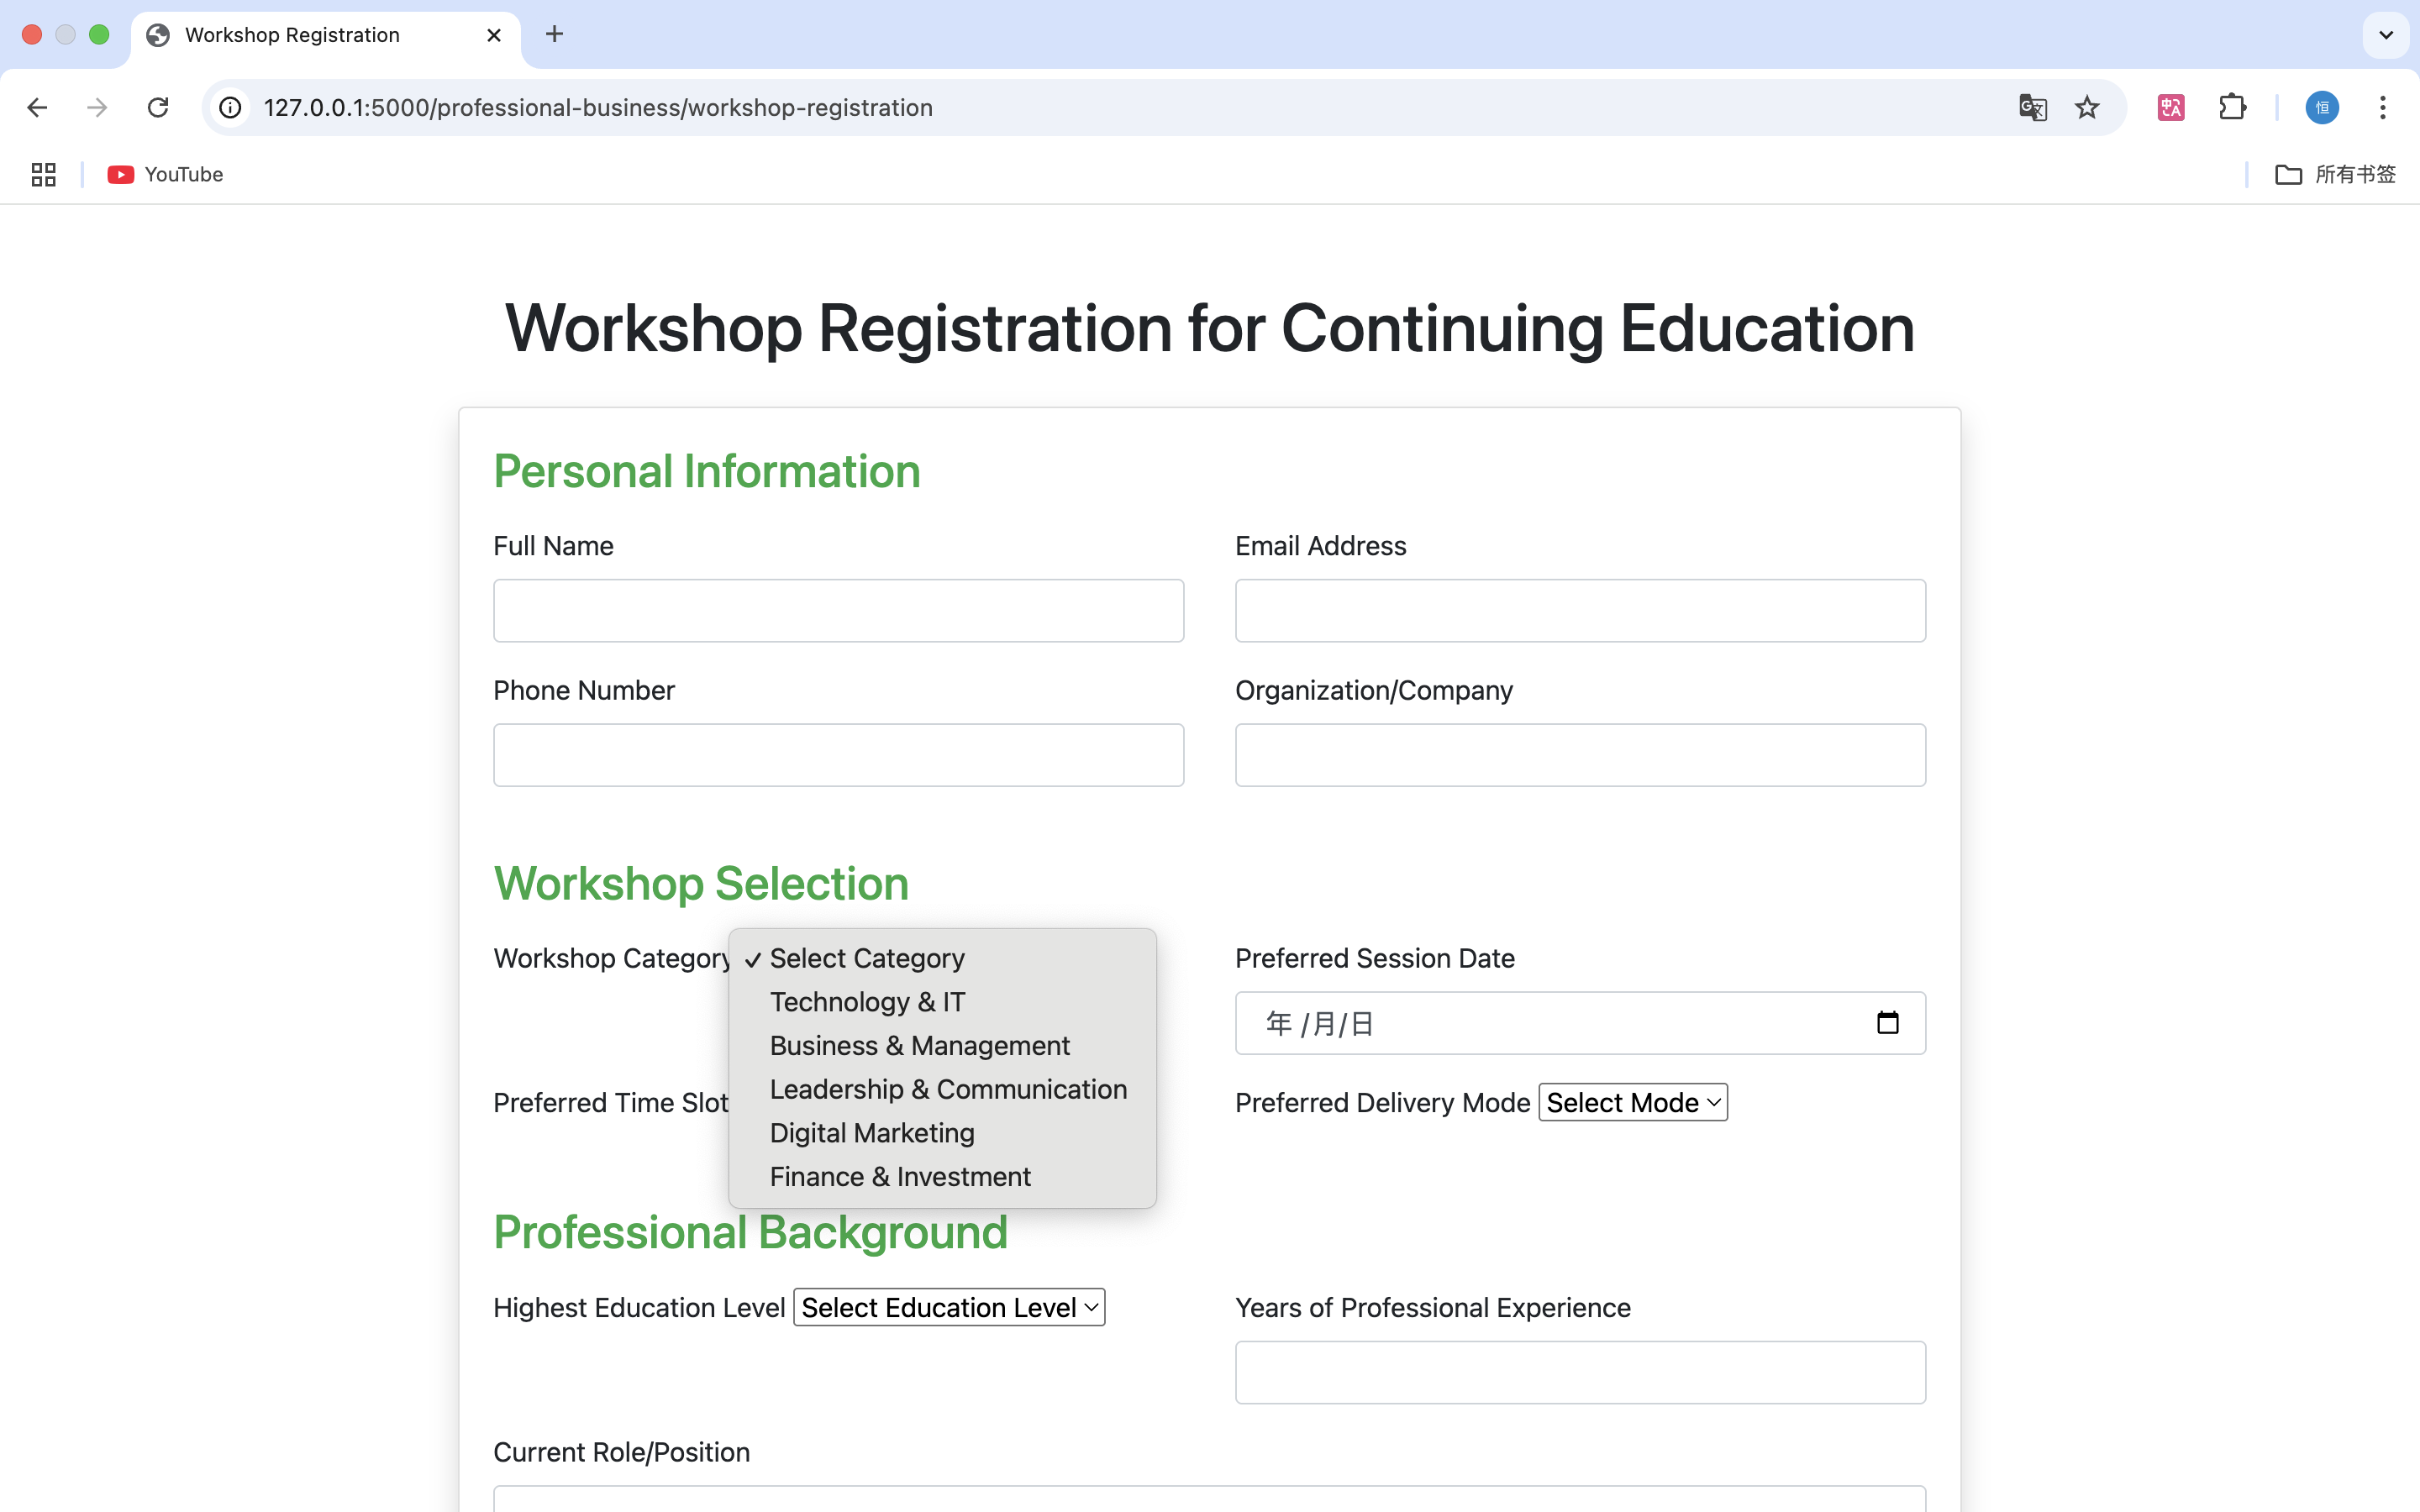 Workshop Registration
127.0.0.1:5000/professional-business/workshop-registration
恒
YouTube
所有书签
Workshop Registration for Continuing Education
Personal Information
Full Name
Email Address
Phone Number
Organization/Company
Workshop Selection
Workshop Category
✓ Select Category
Technology & IT
Business & Management
Leadership & Communication
Digital Marketing
Finance & Investment
Preferred Session Date
年 /月/日
Preferred Time Slot
Preferred Delivery Mode Select Mode
Professional Background
Highest Education Level Select Education Level
Years of Professional Experience
Current Role/Position